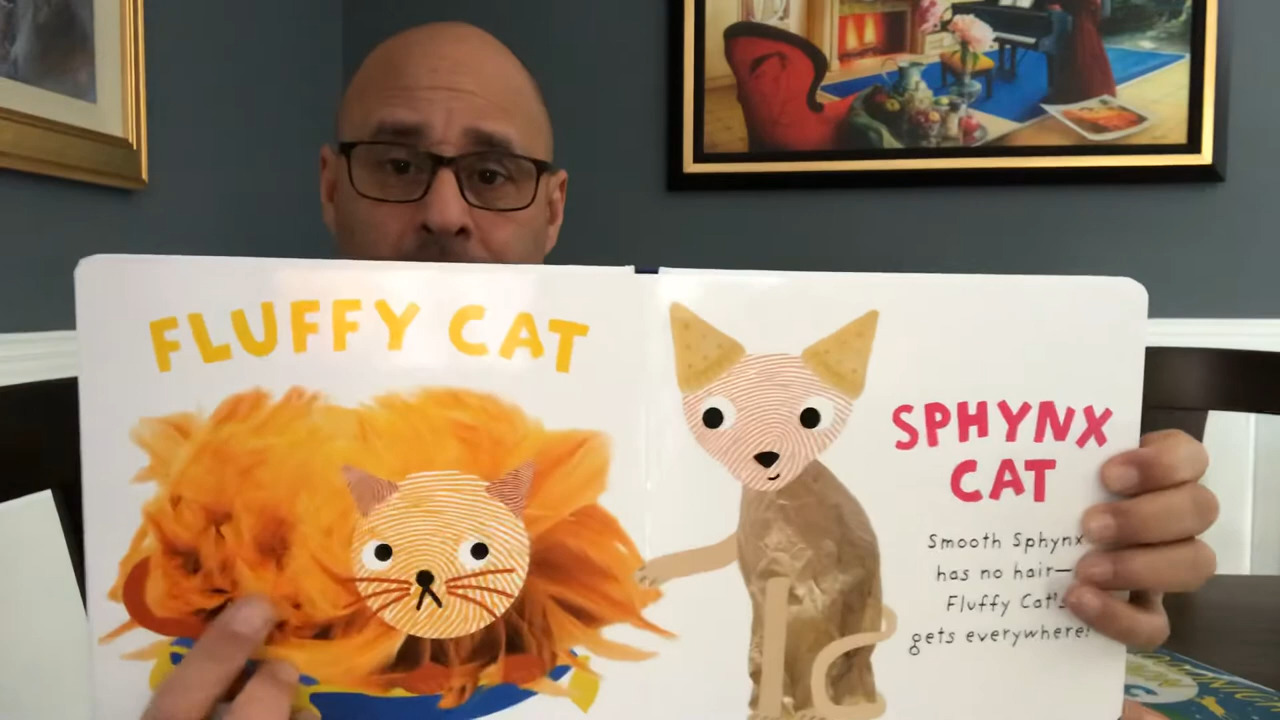 FLUFFY CAT
SPHYNX
CAT
Smooth Sphynx
has no hair—
Fluffy Cat's
gets everywhere!